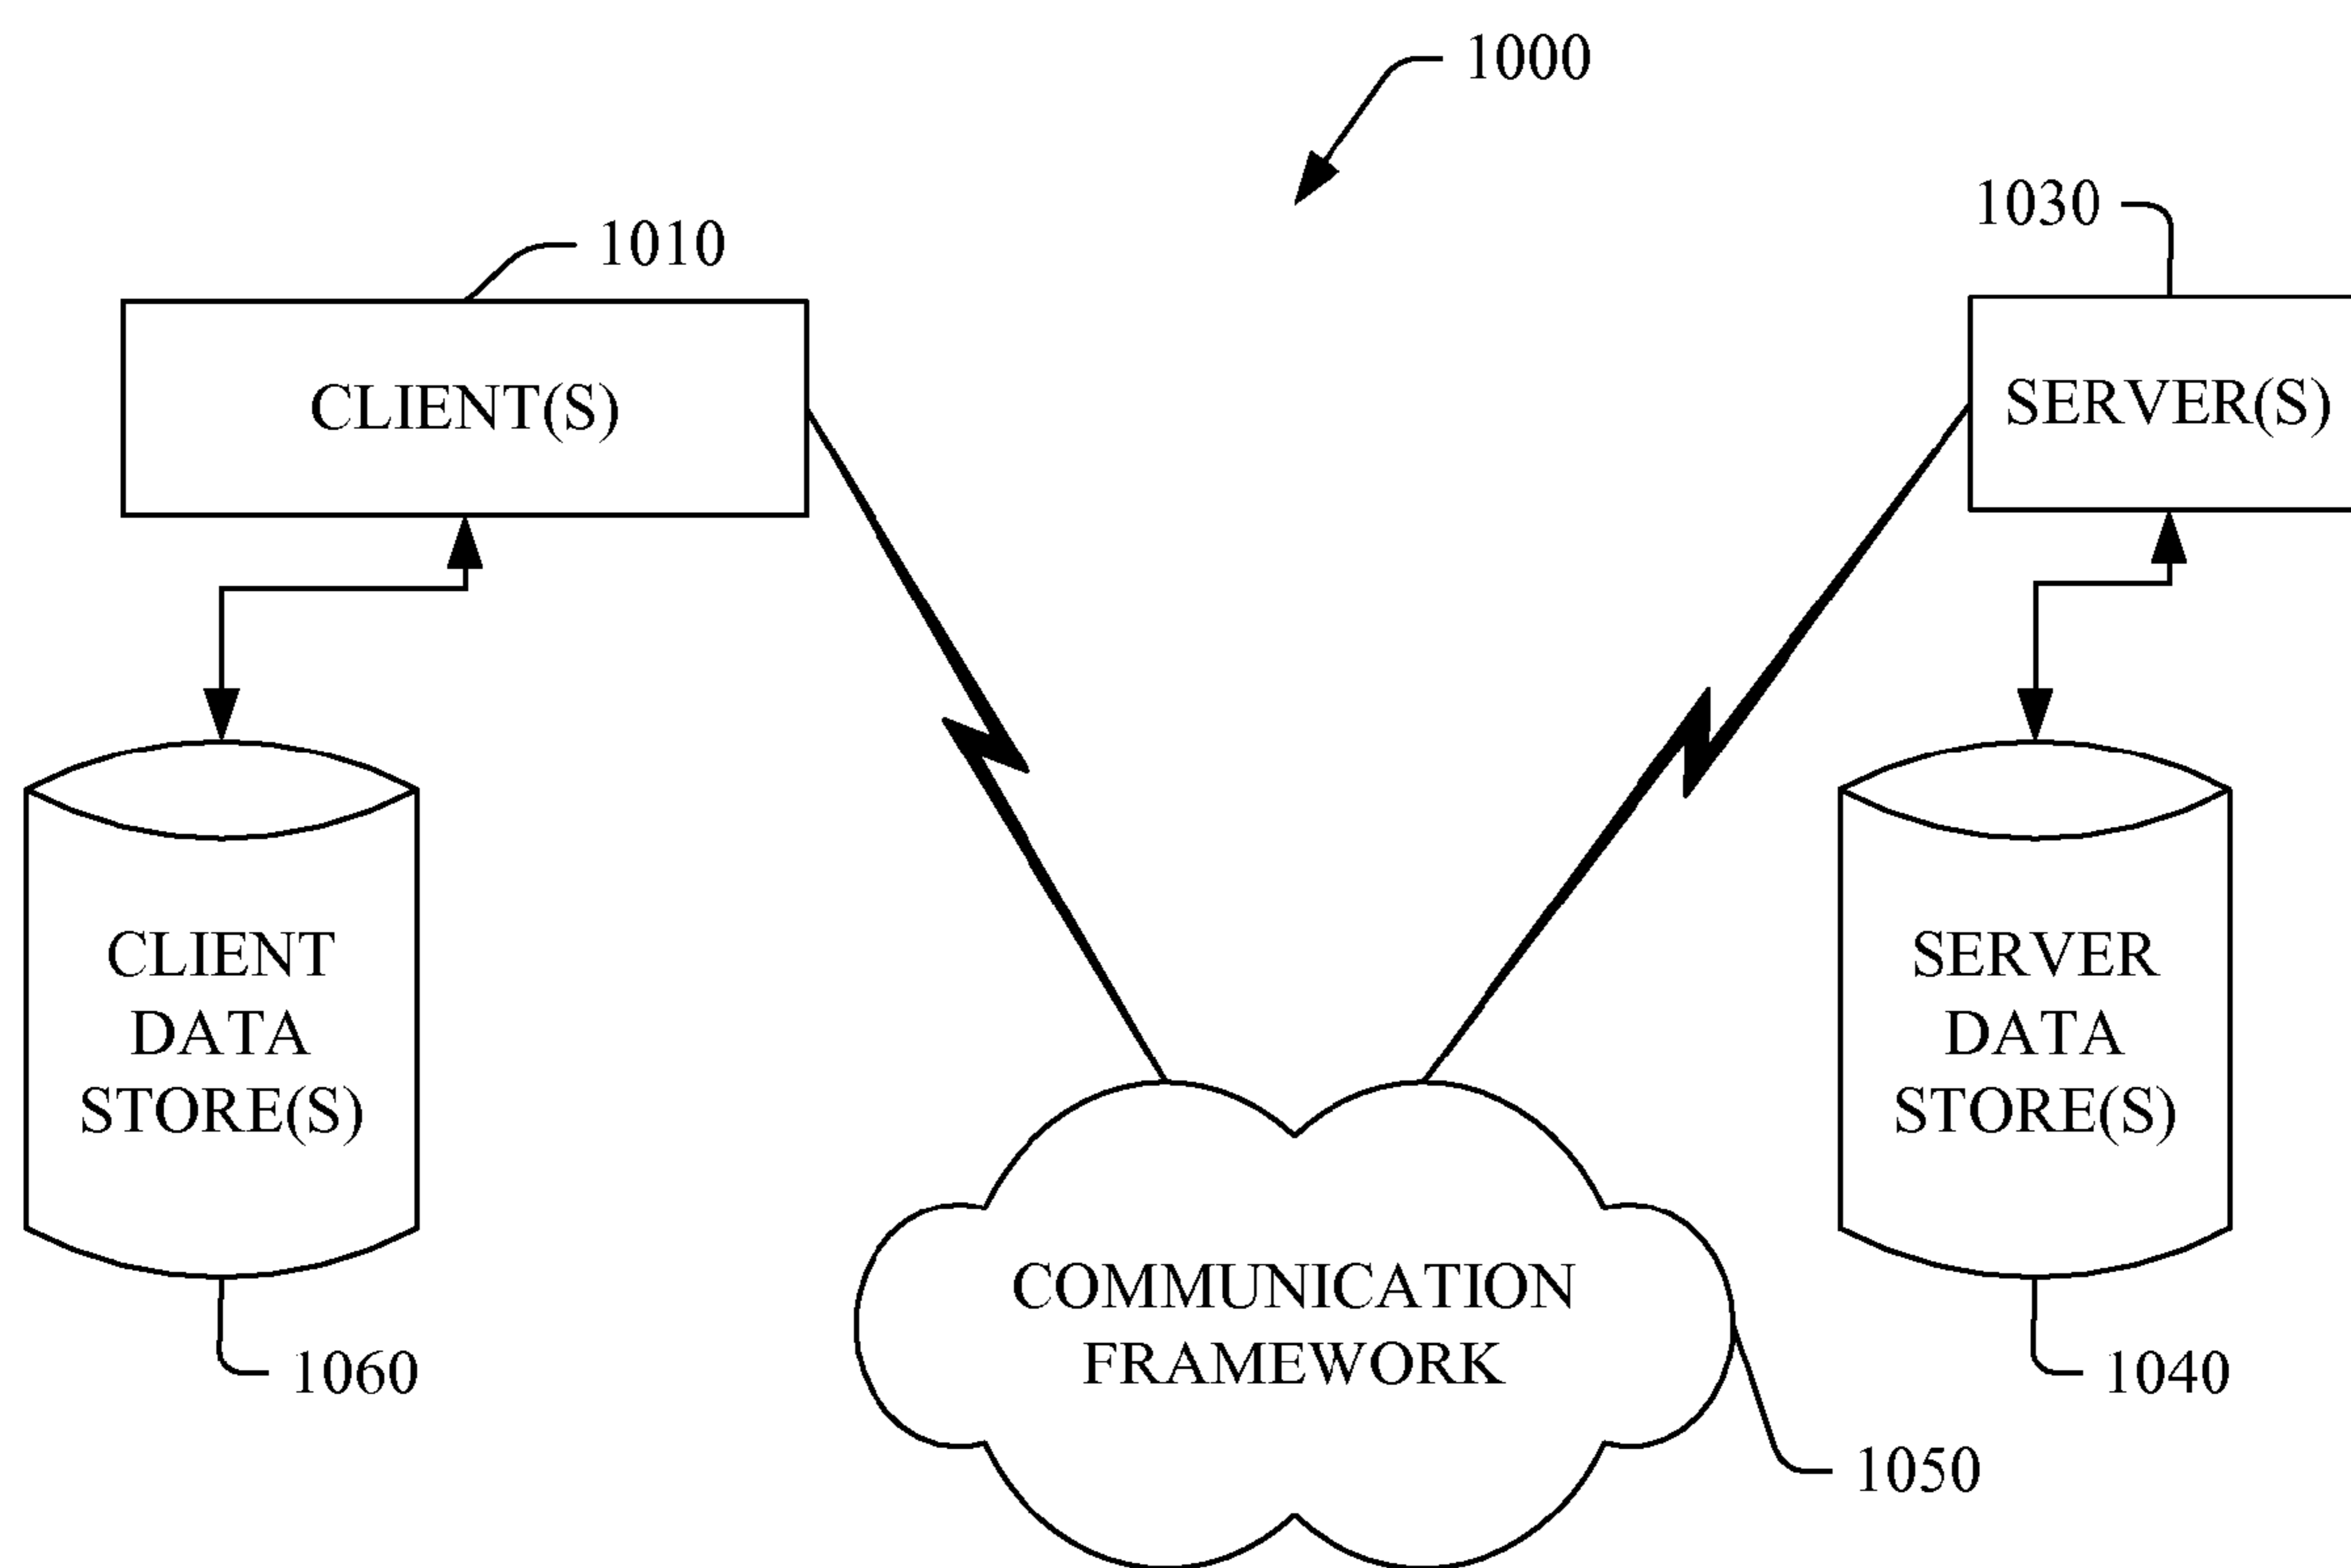 1000
1030
1010
CLIENT(S)
SERVER(S)
CLIENT
DATA
STORE(S)
SERVER
DATA
STORE(S)
COMMUNICATION
FRAMEWORK
1060
1040
1050